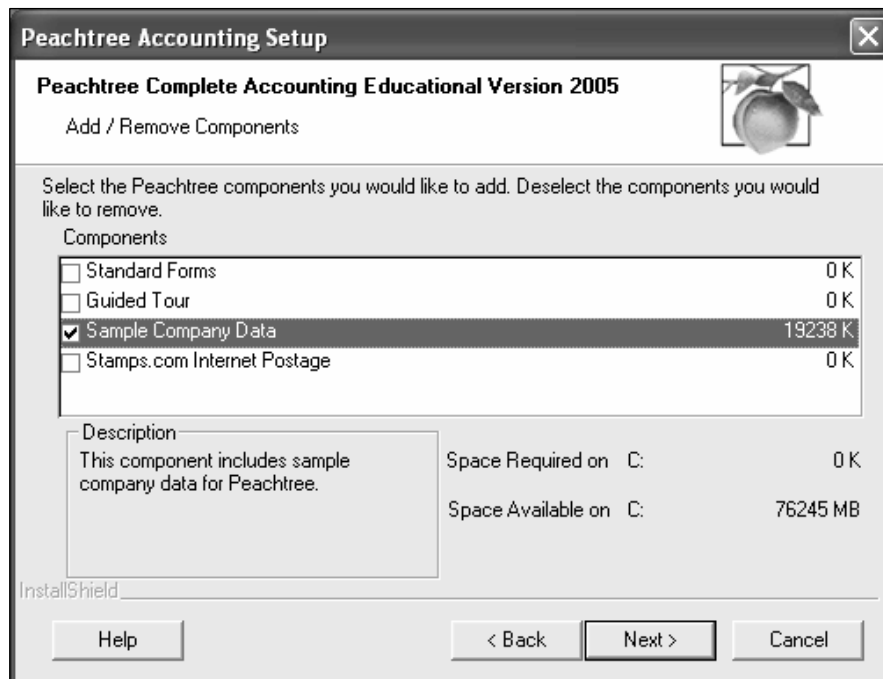 Peachtree Accounting Setup
Peachtree Complete Accounting Educational Version 2005
Add / Remove Components
Select the Peachtree components you would like to add. Deselect the components you would
like to remove.
Components
Standard Forms 0 K
Guided Tour 0 K
Sample Company Data 19238 K
Stamps.com Internet Postage 0 K
Description
This component includes sample
company data for Peachtree.
Space Required on C: 0 K
Space Available on C: 76245 MB
InstallShield
Help < Back Next > Cancel